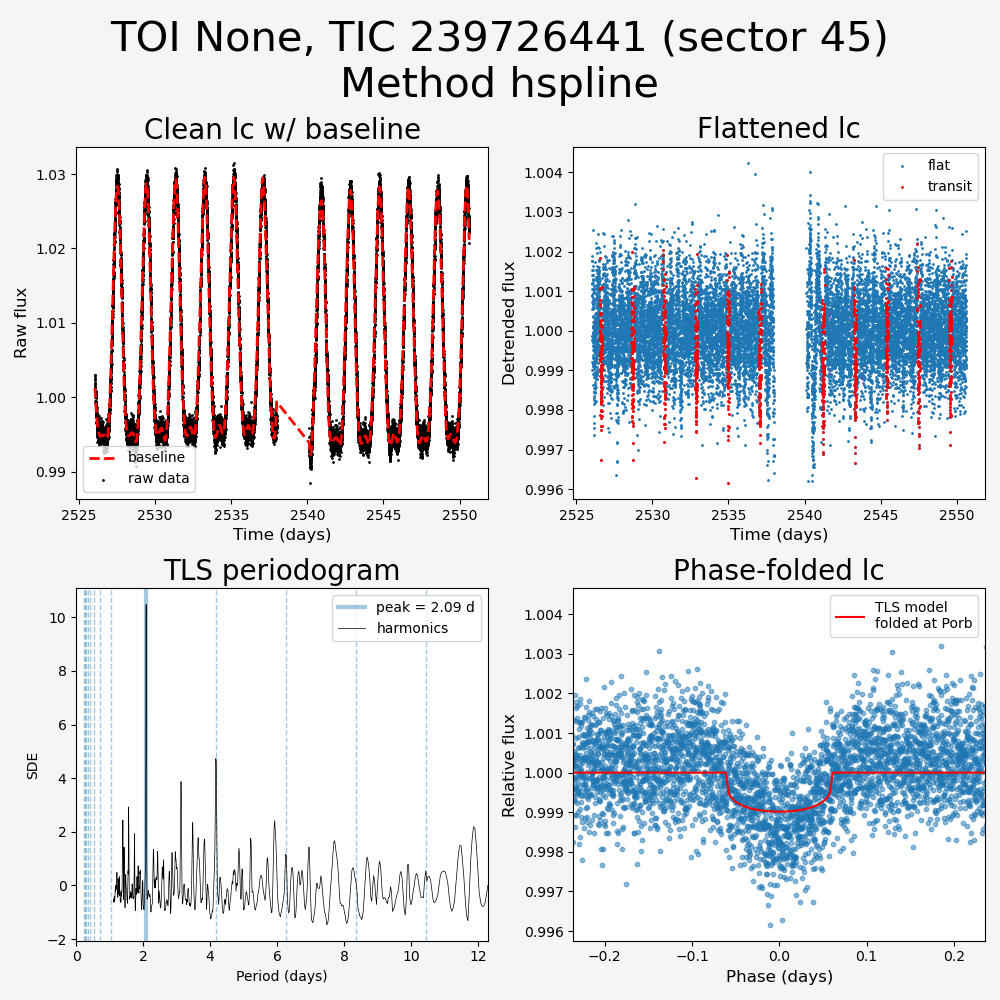 TOI None, TIC 239726441 (sector 45)
Method hspline
Clean lc w/ baseline
Raw flux
1.03
1.02
1.01
1.00
0.99
baseline
raw data
2525
2530
2535
2540
2545
2550
Time (days)
Flattened lc
Detrended flux
1.004
1.003
1.002
1.001
1.000
0.999
0.998
0.997
0.996
flat
transit
2525
2530
2535
2540
2545
2550
Time (days)
TLS periodogram
SDE
10
8
6
4
2
0
−2
peak = 2.09 d
harmonics
0
2
4
6
8
10
12
Period (days)
Phase-folded lc
Relative flux
1.004
1.003
1.002
1.001
1.000
0.999
0.998
0.997
0.996
TLS model
folded at Porb
−0.2
−0.1
0.0
0.1
0.2
Phase (days)